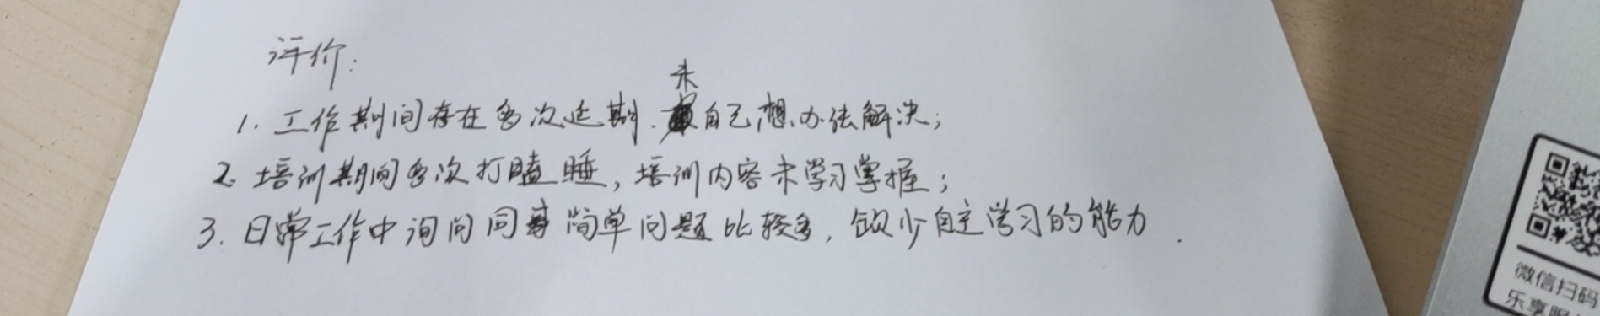 评价:
1. 工作期间存在多次延期.未自己想办法解决;
2. 培训期间多次打瞌睡,培训内容未学习掌握;
3. 日常工作中询问同事简单问题比较多,缺少自主学习的能力.
微信扫码
乐享